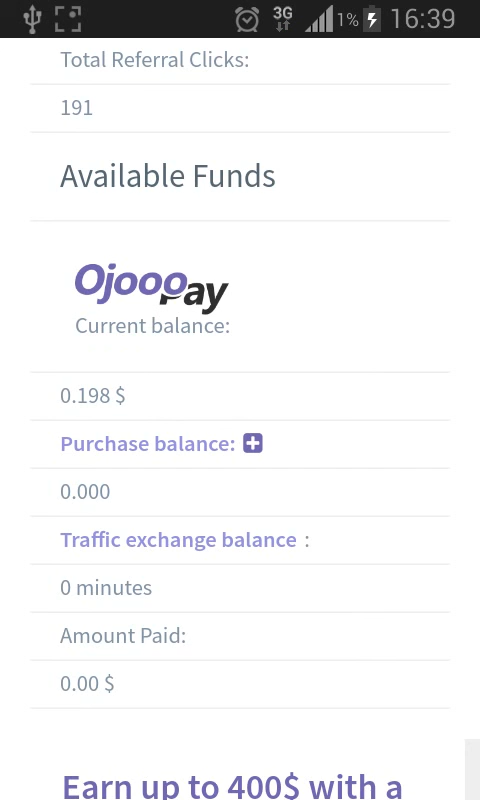 3G 1% 16:39
Total Referral Clicks:
191
Available Funds
OjoooPay
Current balance:
0.198 $
Purchase balance:
0.000
Traffic exchange balance :
0 minutes
Amount Paid:
0.00 $
Earn up to 400$ with a